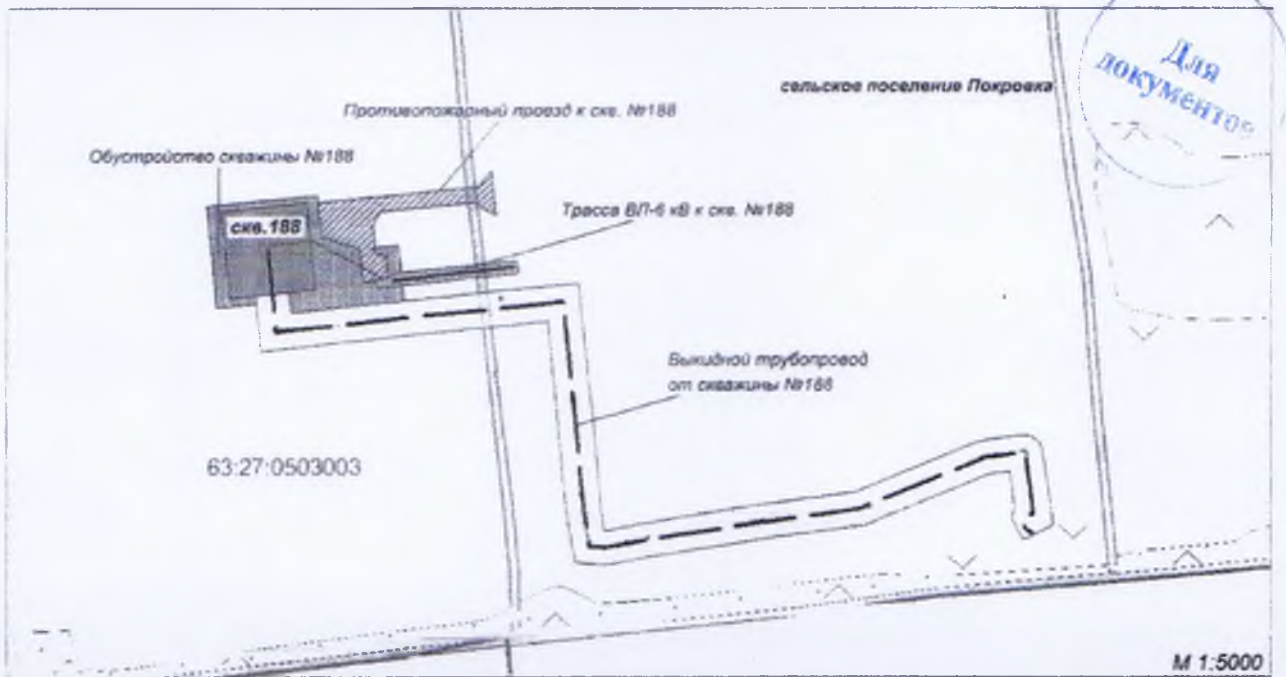 Для
документов
сельское поселение Покровка
Противопожарный проезд к скв. №188
Обустройство скважины №188
Трасса ВЛ-6 кВ к скв. №188
скв.188
Выкидной трубопровод
от скважины №188
63:27:0503003
М 1:5000